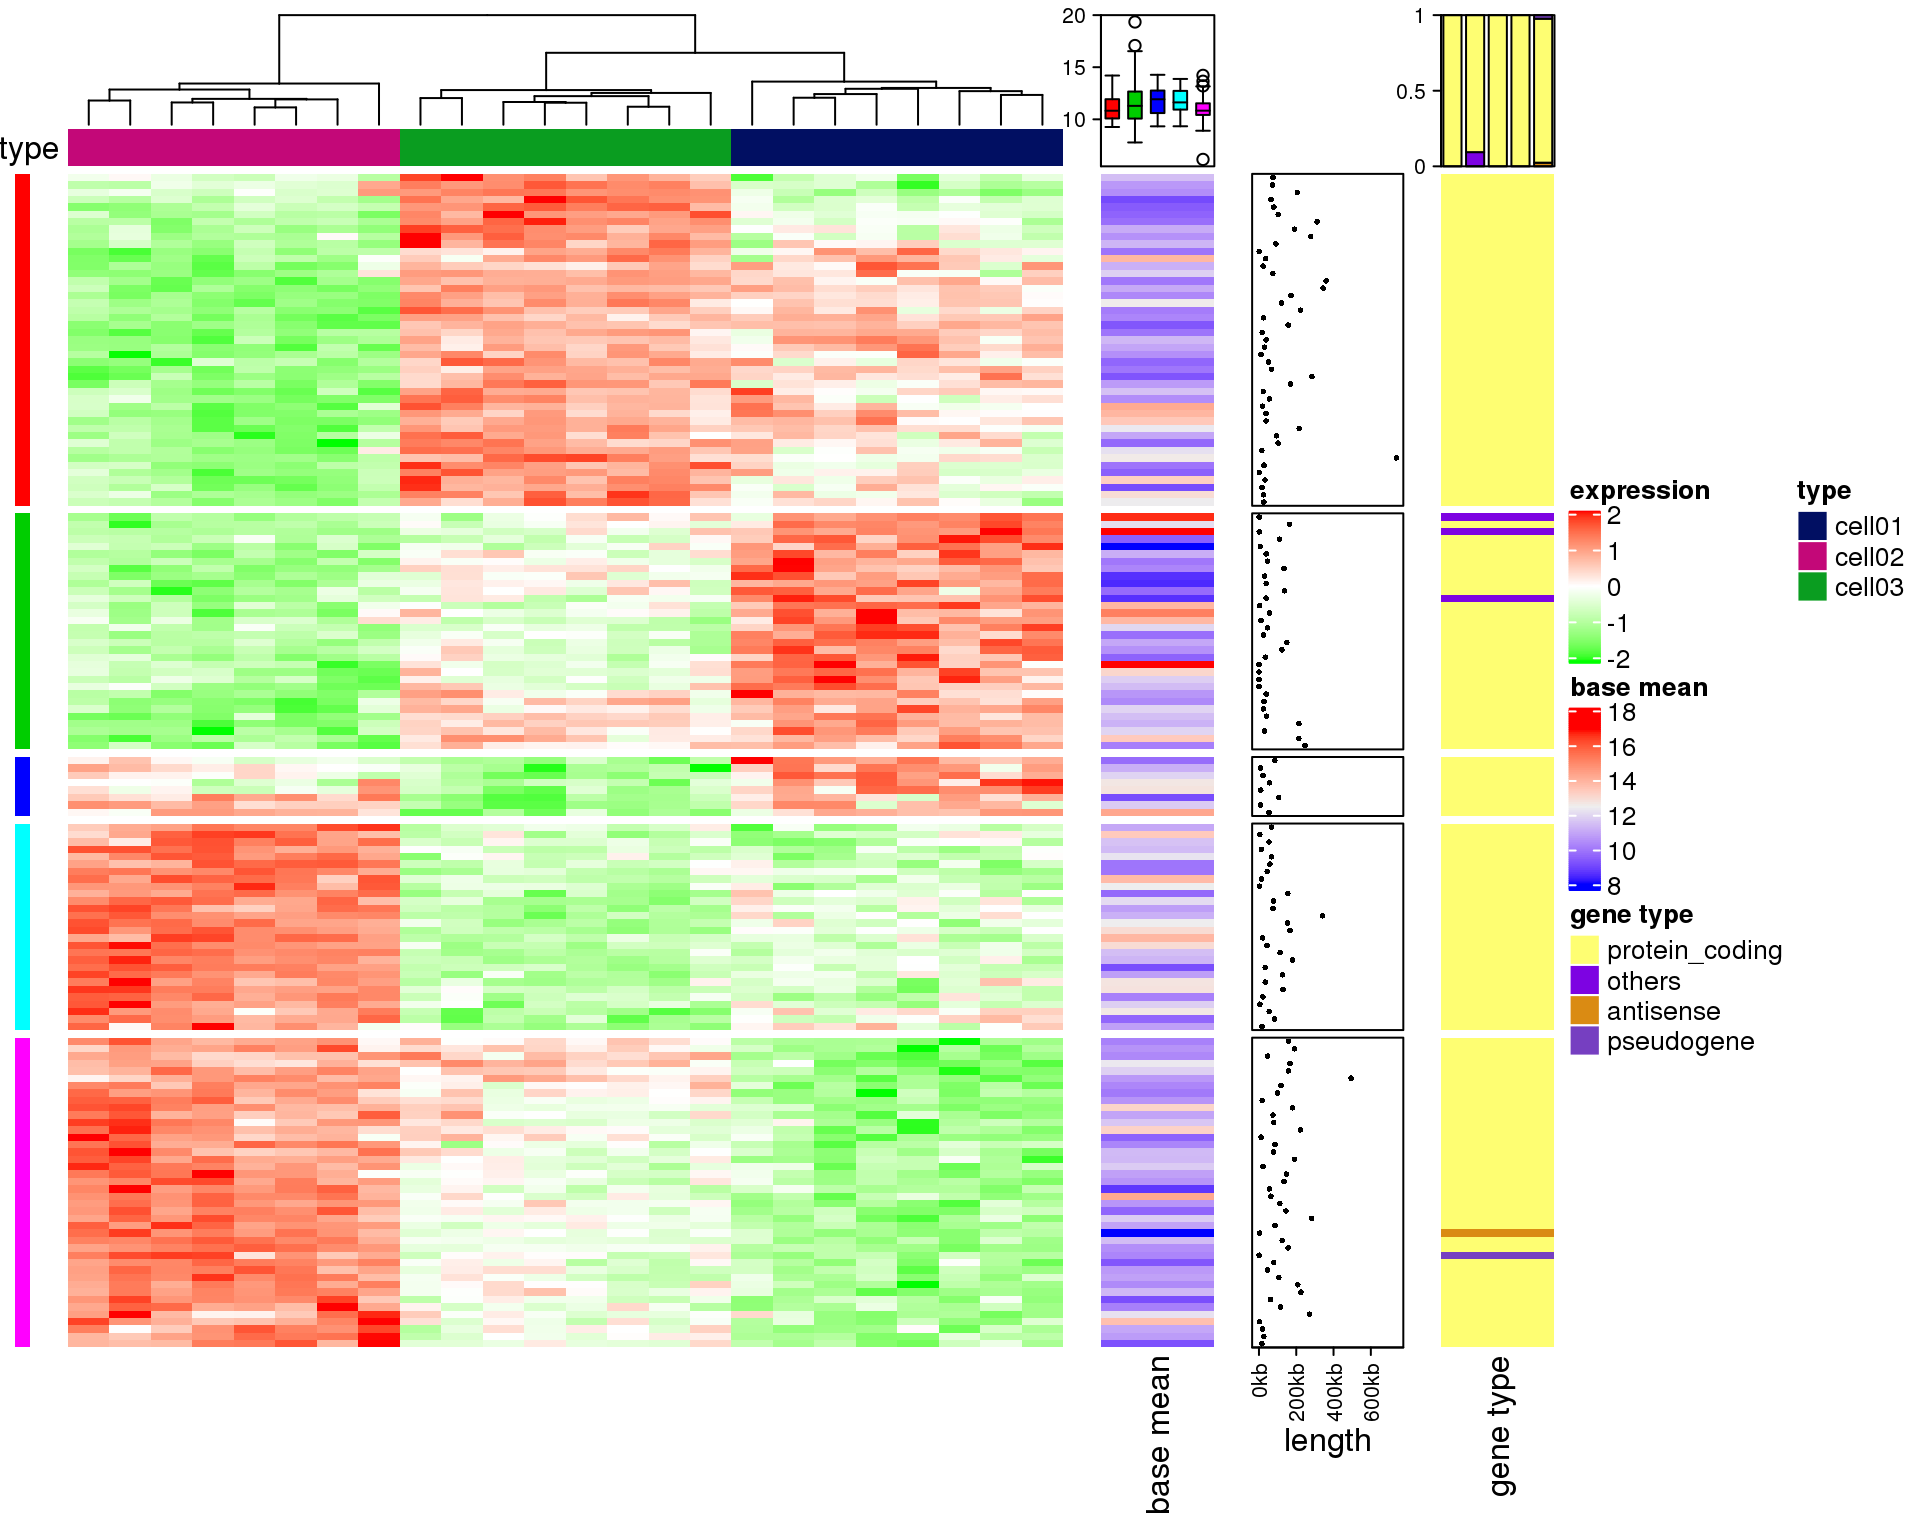 20
15
10
1
0.5
0
type
expression
2
1
0
-1
-2
type
cell01
cell02
cell03
base mean
18
16
14
12
10
8
gene type
protein_coding
others
antisense
pseudogene
base mean
0kb
200kb
400kb
600kb
length
gene type